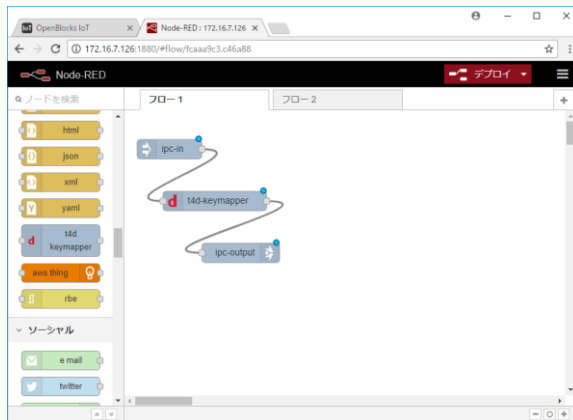 OpenBlocks IoT
Node-RED : 172.16.7.126
172.16.7.126:1880/#flow/fcaaa9c3.c46a88
Node-RED
デプロイ
ノードを検索
フロー 1
フロー 2
html
json
xml
yaml
t4d
keymapper
aws thing
rbe
ソーシャル
e mail
twitter
ipc-in
t4d-keymapper
ipc-output